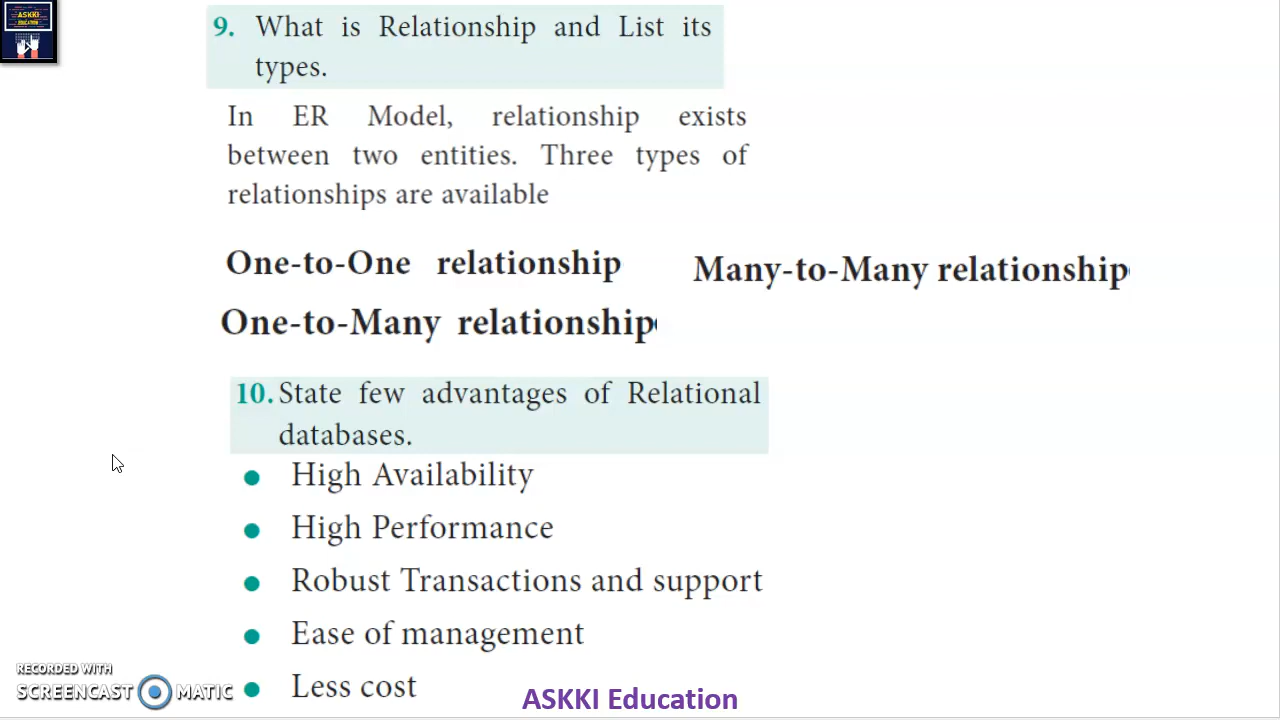 ASKKI
EDUCATION
9. What is Relationship and List its
types.
In ER Model, relationship exists
between two entities. Three types of
relationships are available
One-to-One relationship
Many-to-Many relationship
One-to-Many relationship
10. State few advantages of Relational
databases.
● High Availability
● High Performance
● Robust Transactions and support
● Ease of management
● Less cost
RECORDED WITH
SCREENCAST MATIC
ASKKI Education